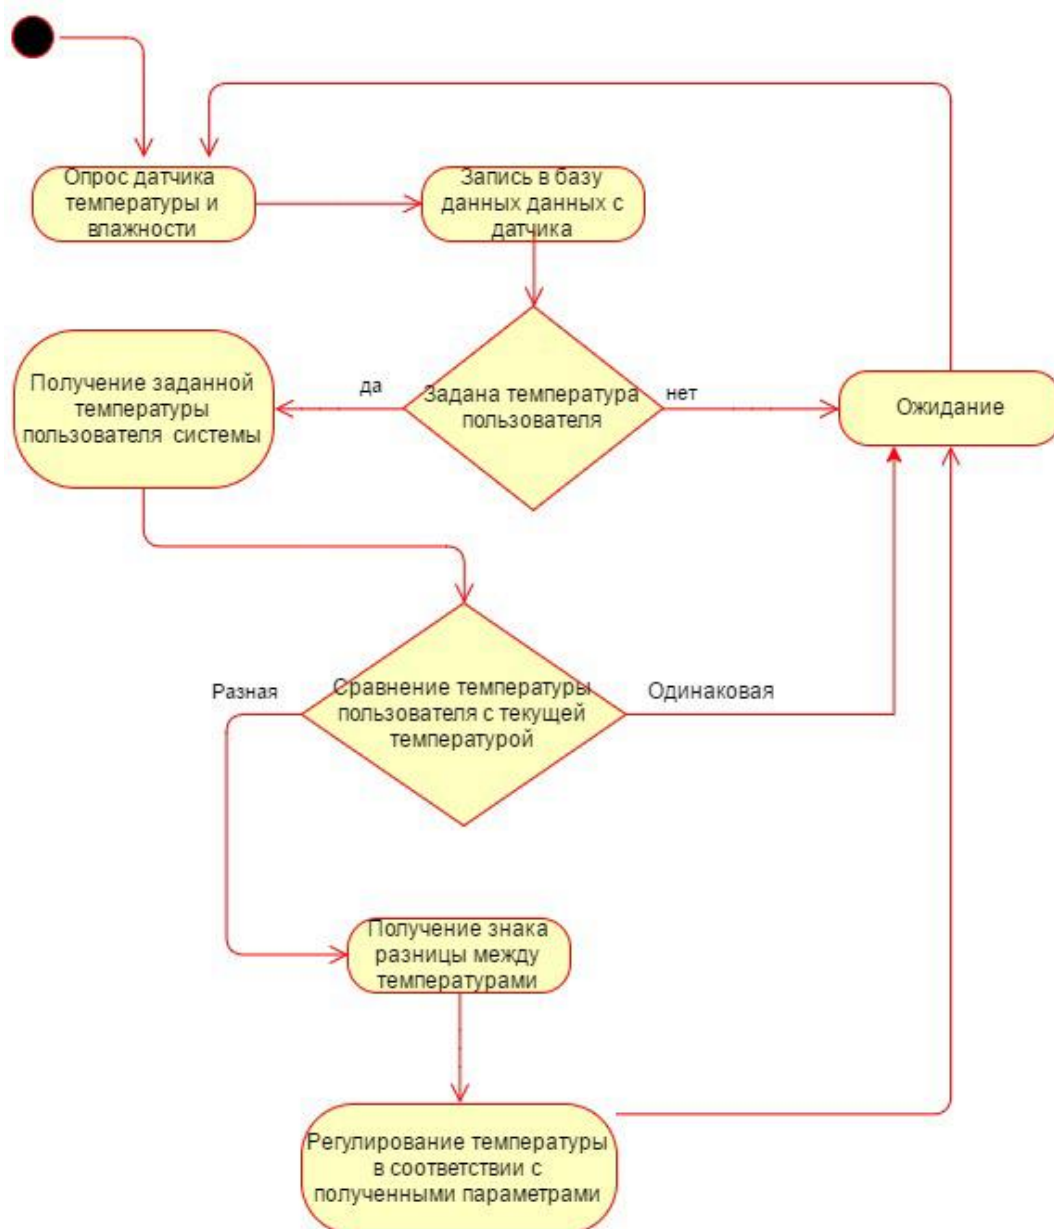 Опрос датчика
температуры и
влажности
Запись в базу
данных данных с
датчика
Получение заданной
температуры
пользователя системы
да
Задана температура
пользователя
нет
Ожидание
Разная
Сравнение температуры
пользователя с текущей
температурой
Одинаковая
Получение знака
разницы между
температурами
Регулирование температуры
в соответствии с
полученными параметрами